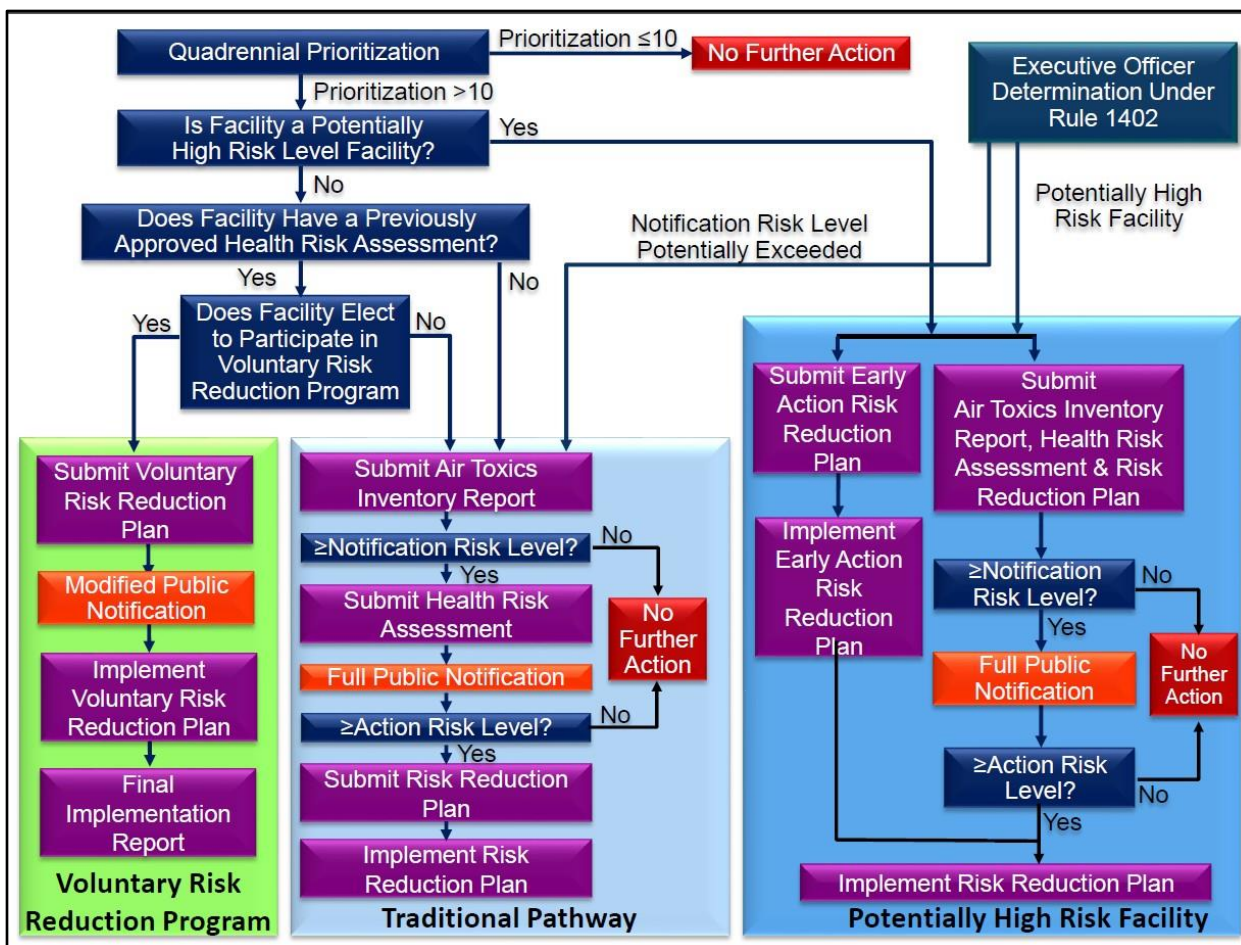 Quadrennial Prioritization
Prioritization ≤10
No Further Action
Executive Officer
Determination Under
Rule 1402
Prioritization >10
Is Facility a Potentially
High Risk Level Facility?
Yes
No
Potentially High
Risk Facility
Does Facility Have a Previously
Approved Health Risk Assessment?
Notification Risk Level
Potentially Exceeded
Yes
No
Does Facility Elect
to Participate in
Voluntary Risk
Reduction Program
Yes
No
Submit Voluntary
Risk Reduction
Plan
Modified Public
Notification
Implement
Voluntary Risk
Reduction Plan
Final
Implementation
Report
Voluntary Risk
Reduction Program
Submit Air Toxics
Inventory Report
≥Notification Risk Level?
No
Yes
Submit Health Risk
Assessment
No
Further
Action
Full Public Notification
≥Action Risk Level?
No
Yes
Submit Risk Reduction
Plan
Implement Risk
Reduction Plan
Traditional Pathway
Submit Early
Action Risk
Reduction
Plan
Implement
Early Action
Risk
Reduction
Plan
Submit
Air Toxics Inventory
Report, Health Risk
Assessment & Risk
Reduction Plan
≥Notification
Risk Level?
No
Yes
Full Public
Notification
No
Further
Action
≥Action Risk
Level?
No
Yes
Implement Risk Reduction Plan
Potentially High Risk Facility